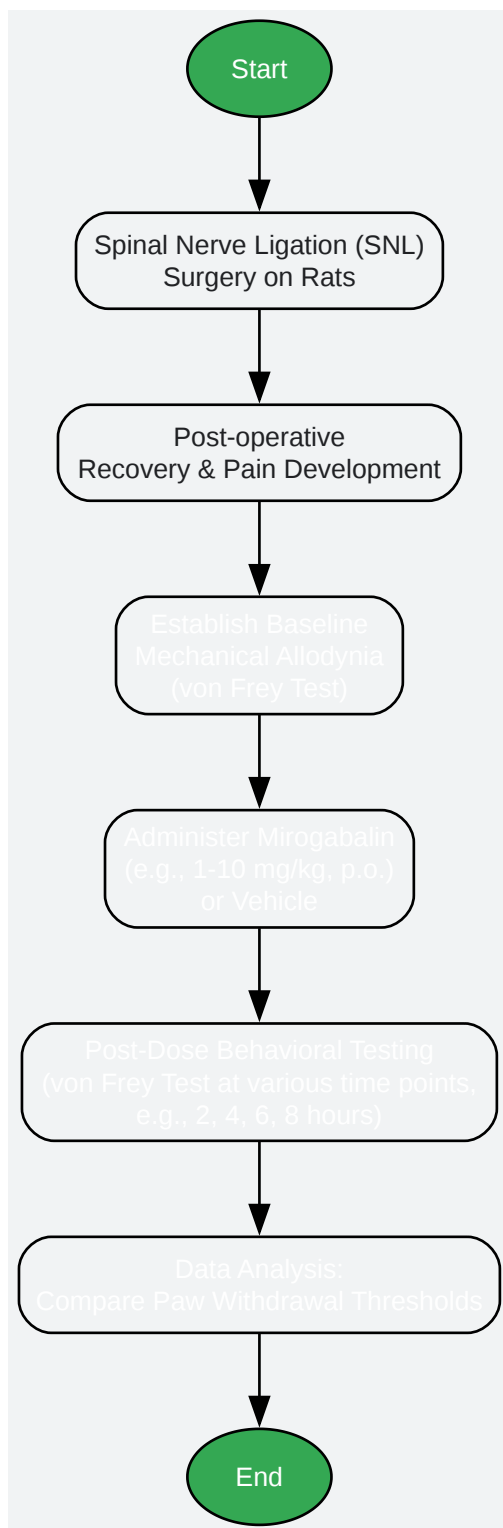 Start
Spinal Nerve Ligation (SNL)
Surgery on Rats
Post-operative
Recovery & Pain Development
Establish Baseline
Mechanical Allodynia
(von Frey Test)
Administer Mirogabalin
(e.g., 1-10 mg/kg, p.o.)
or Vehicle
Post-Dose Behavioral Testing
(von Frey Test at various time points,
e.g., 2, 4, 6, 8 hours)
Data Analysis:
Compare Paw Withdrawal Thresholds
End